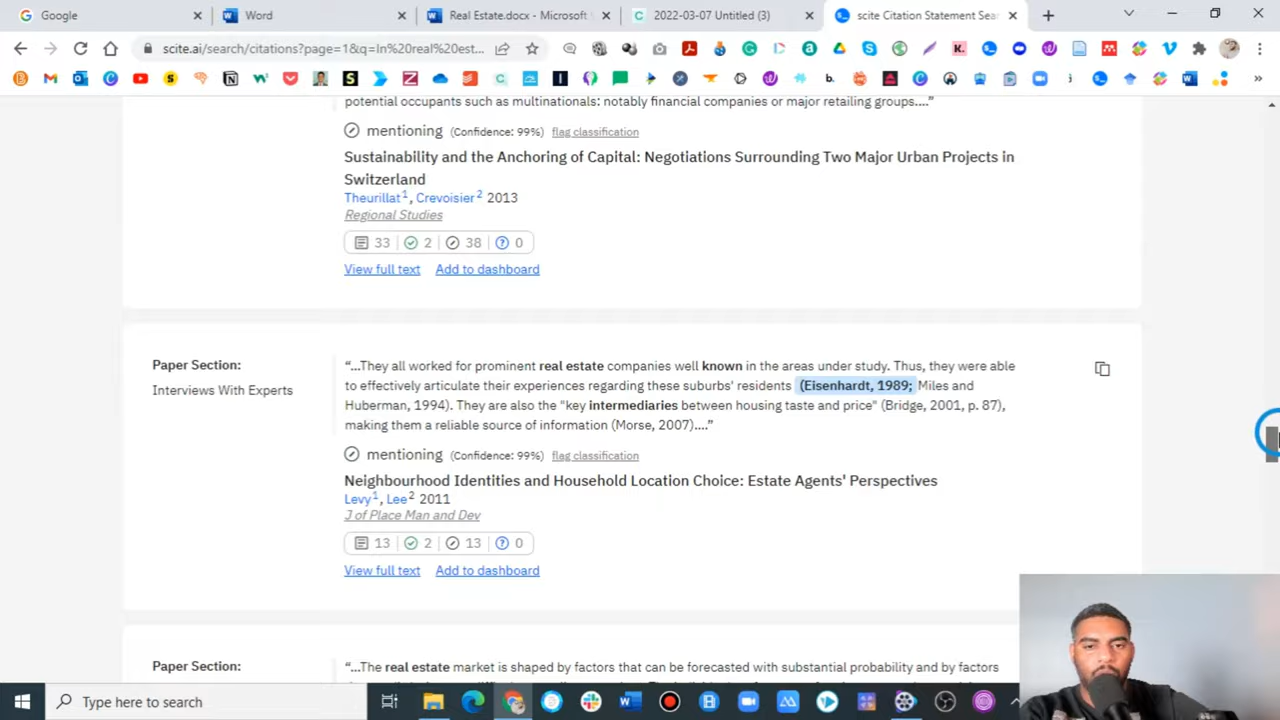 Google
Word
Real Estate.docx - Microsoft
2022-03-07 Untitled (3)
scite Citation Statement Sear
scite.ai/search/citations?page=1&q=In%20real%20est...
potential occupants such as multinationals: notably financial companies or major retailing groups....”
mentioning (Confidence: 99%) flag classification
Sustainability and the Anchoring of Capital: Negotiations Surrounding Two Major Urban Projects in
Switzerland
Theurillat1, Crevoisier2 2013
Regional Studies
33 2 38 0
View full text Add to dashboard
Paper Section:
Interviews With Experts
“...They all worked for prominent real estate companies well known in the areas under study. Thus, they were able
to effectively articulate their experiences regarding these suburbs' residents (Eisenhardt, 1989; Miles and
Huberman, 1994). They are also the "key intermediaries between housing taste and price" (Bridge, 2001, p. 87),
making them a reliable source of information (Morse, 2007)....”
mentioning (Confidence: 99%) flag classification
Neighbourhood Identities and Household Location Choice: Estate Agents' Perspectives
Levy1, Lee2 2011
J of Place Man and Dev
13 2 13 0
View full text Add to dashboard
Paper Section:
“...The real estate market is shaped by factors that can be forecasted with substantial probability and by factors
Type here to search